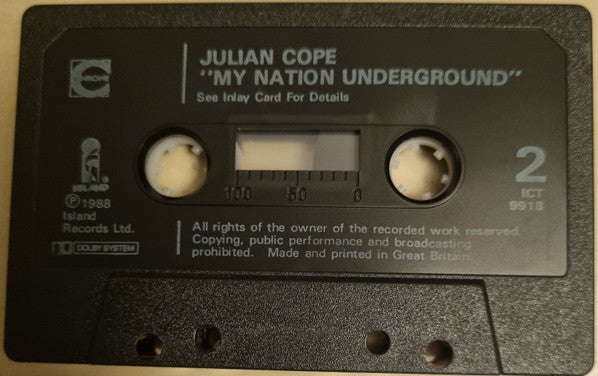 CHROME
JULIAN COPE
"MY NATION UNDERGROUND"
See Inlay Card For Details
ISLAND
Ⓟ1988
Island
Records Ltd.
DOLBY SYSTEM
100 50 0
2
ICT
9918
All rights of the owner of the recorded work reserved.
Copying, public performance and broadcasting
prohibited. Made and printed in Great Britain.